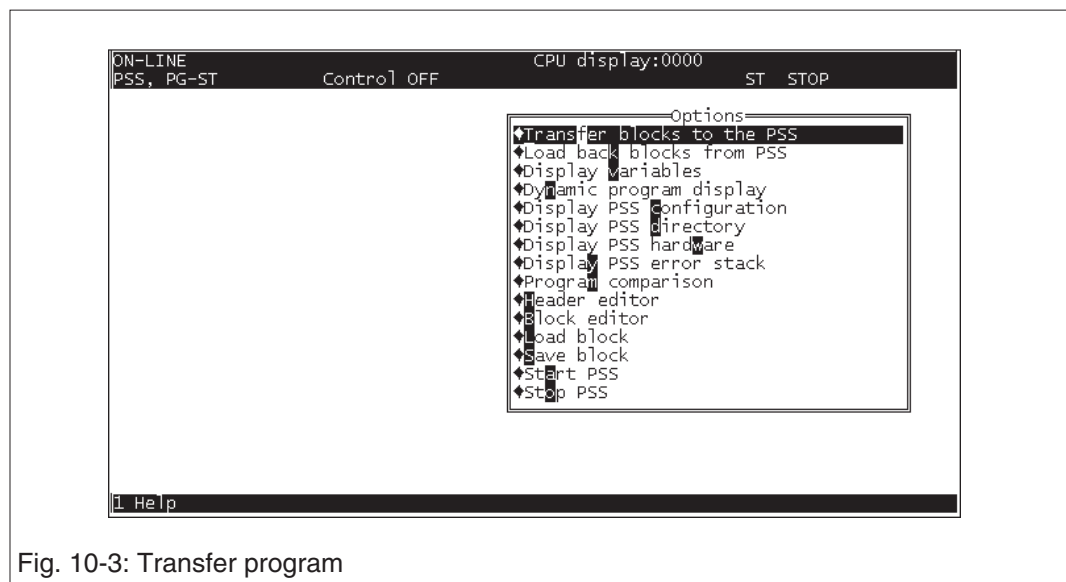 ON-LINE CPU display:0000
PSS, PG-ST Control OFF ST STOP
Options
♦Transfer blocks to the PSS
♦Load back blocks from PSS
♦Display variables
♦Dynamic program display
♦Display PSS configuration
♦Display PSS directory
♦Display PSS hardware
♦Display PSS error stack
♦Program comparison
♦Header editor
♦Block editor
♦Load block
♦Save block
♦Start PSS
♦Stop PSS
1 Help
Fig. 10-3: Transfer program